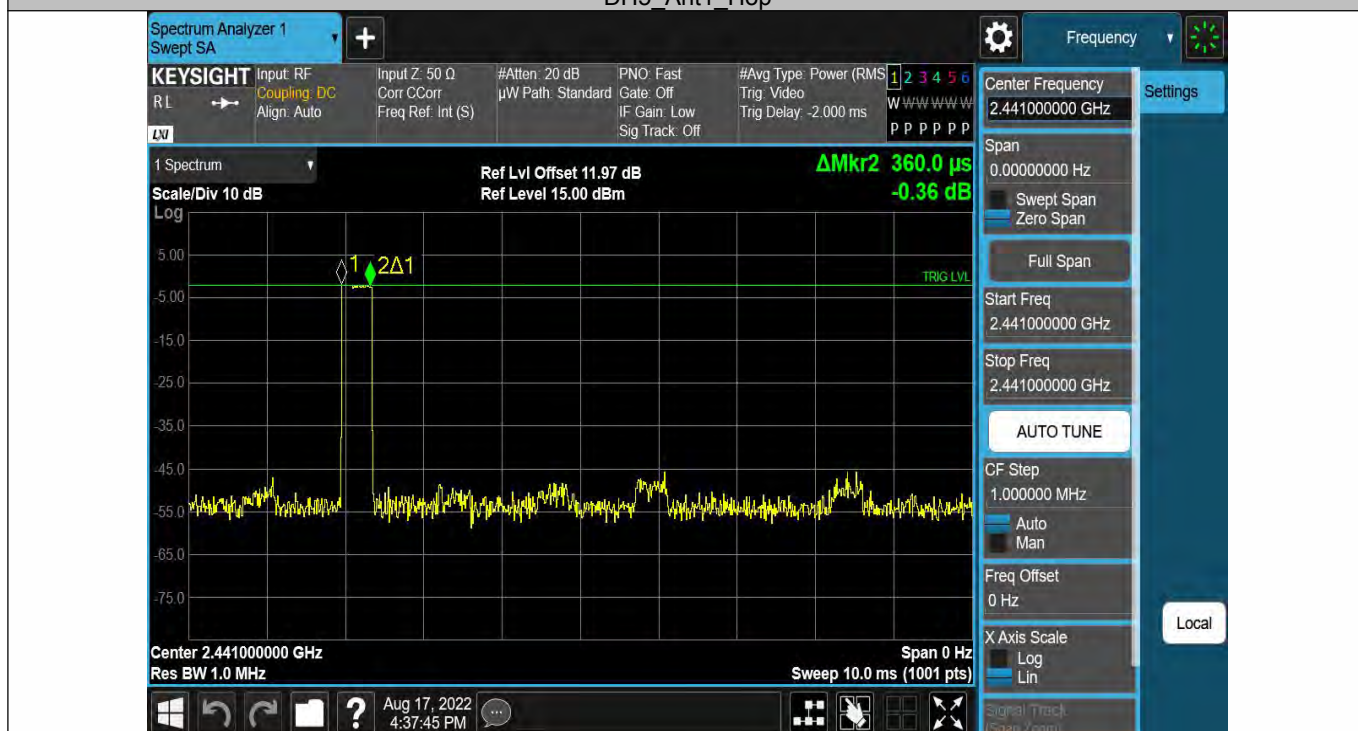 Spectrum Analyzer 1
Swept SA
Frequency
KEYSIGHT
RL
LXI
Input: RF
Coupling: DC
Align: Auto
Input Z: 50 Ω
Corr CCorr
Freq Ref: Int (S)
#Atten: 20 dB
µW Path: Standard
PNO: Fast
Gate: Off
IF Gain: Low
Sig Track: Off
#Avg Type: Power (RMS
Trig: Video
Trig Delay: -2.000 ms
1 2 3 4 5 6
W W W W W W
P P P P P P
Center Frequency
2.441000000 GHz
Settings
1 Spectrum
Scale/Div 10 dB
Log
Ref Lvl Offset 11.97 dB
Ref Level 15.00 dBm
ΔMkr2 360.0 µs
-0.36 dB
Span
0.00000000 Hz
Swept Span
Zero Span
Full Span
Start Freq
2.441000000 GHz
Stop Freq
2.441000000 GHz
AUTO TUNE
CF Step
1.000000 MHz
Auto
Man
Freq Offset
0 Hz
X Axis Scale
Log
Lin
Signal Track
(Span Zoom)
Local
5.00
-5.00
-15.0
-25.0
-35.0
-45.0
-55.0
-65.0
-75.0
1
2Δ1
TRIG LVL
Center 2.441000000 GHz
Res BW 1.0 MHz
Span 0 Hz
Sweep 10.0 ms (1001 pts)
?
Aug 17, 2022
4:37:45 PM